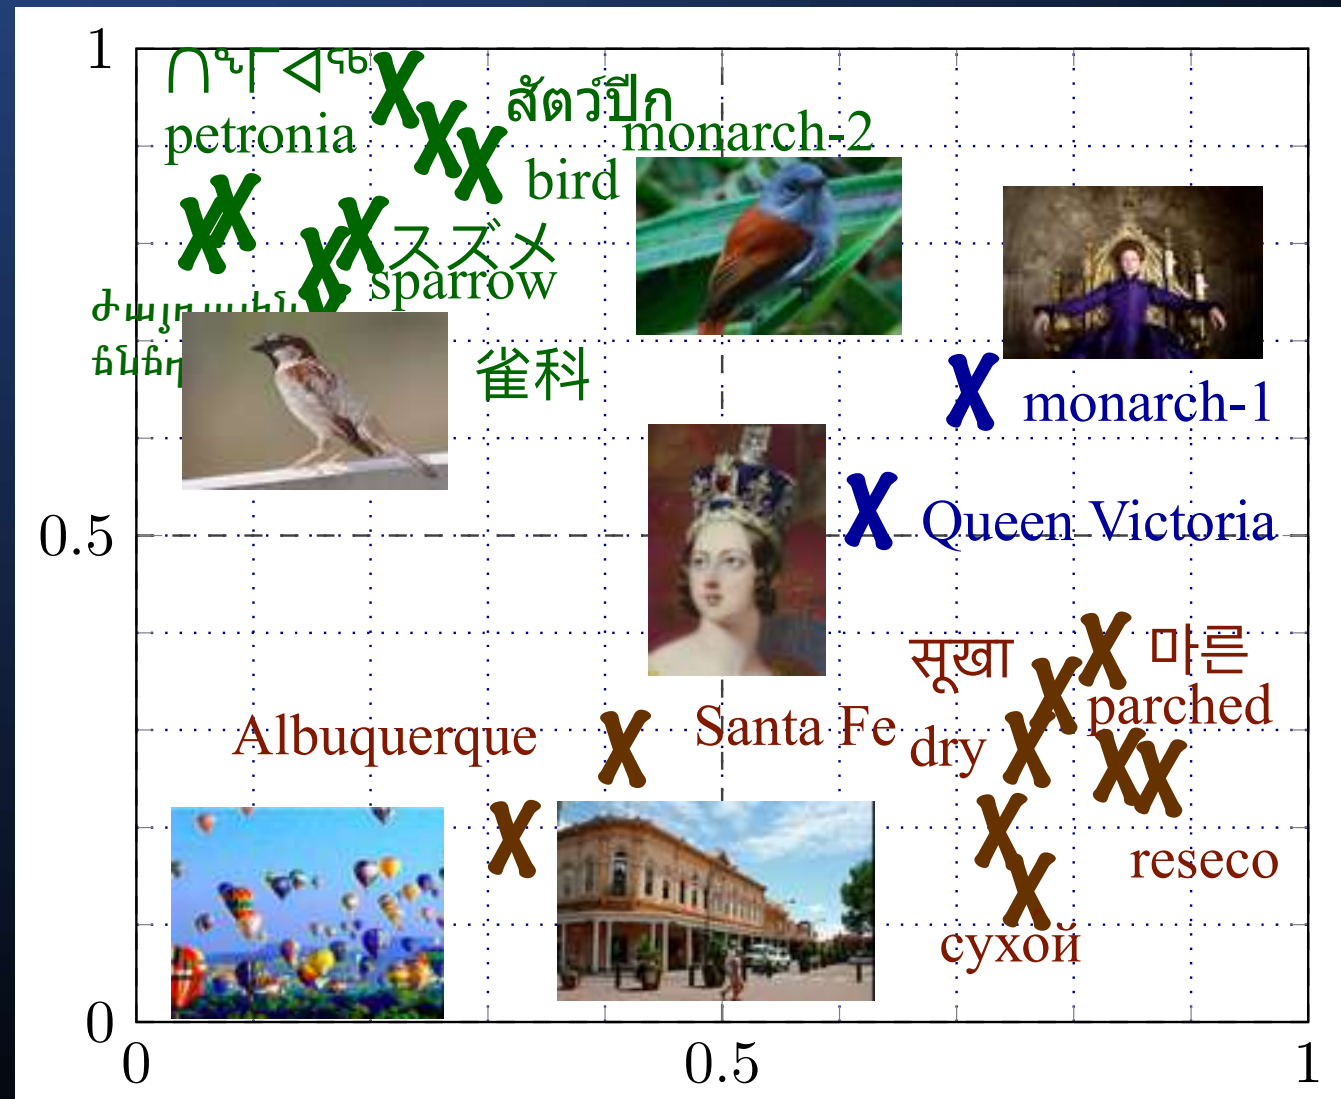 1
ᑎᖕᒥᐊᖅ
สัตว์ปีก
petronia
monarch-2
bird
スズメ
sparrow
雀科
monarch-1
0.5
Queen Victoria
सूखा
마른
parched
Albuquerque
Santa Fe
dry
reseco
сухой
0
0
0.5
1